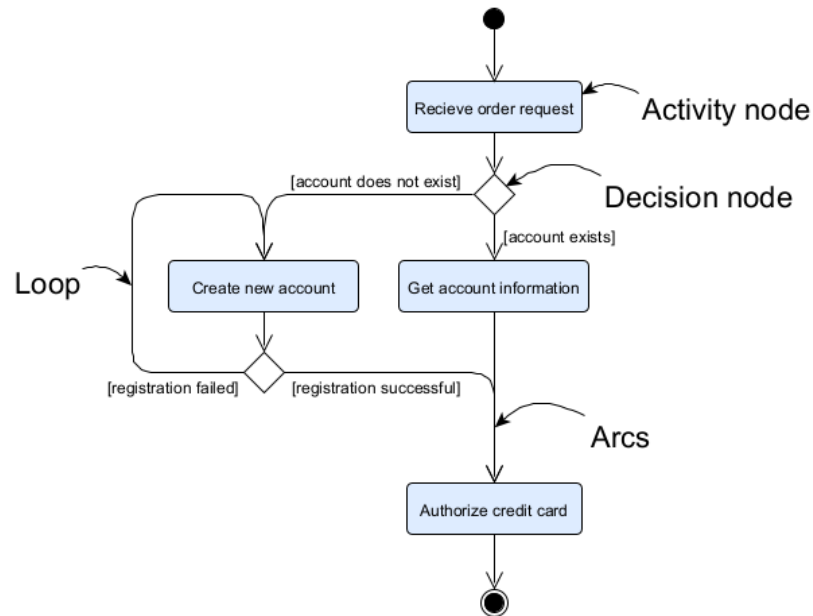 Recieve order request
Activity node
[account does not exist]
Decision node
[account exists]
Loop
Create new account
Get account information
[registration failed]
[registration successful]
Arcs
Authorize credit card